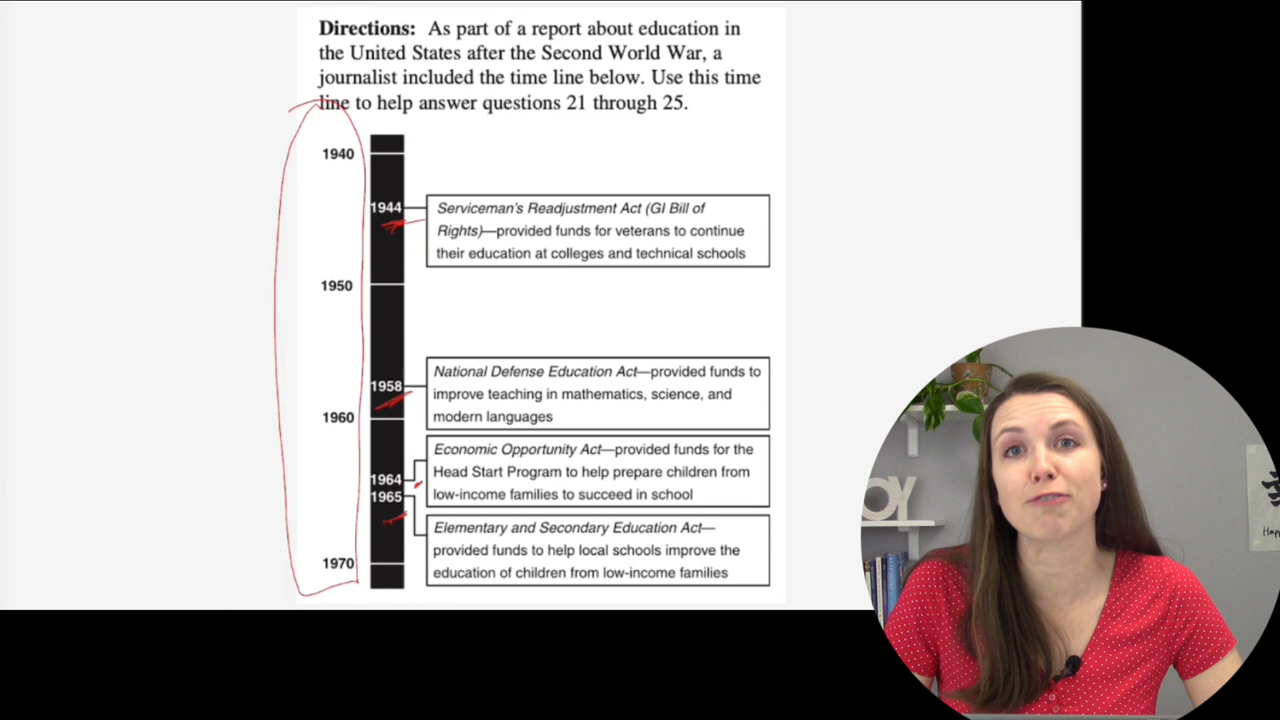 Directions: As part of a report about education in
the United States after the Second World War, a
journalist included the time line below. Use this time
line to help answer questions 21 through 25.
1940
1944
Serviceman's Readjustment Act (GI Bill of
Rights)—provided funds for veterans to continue
their education at colleges and technical schools
1950
1958
National Defense Education Act—provided funds to
improve teaching in mathematics, science, and
modern languages
1960
Economic Opportunity Act—provided funds for the
Head Start Program to help prepare children from
low-income families to succeed in school
1964
1965
Elementary and Secondary Education Act—
provided funds to help local schools improve the
education of children from low-income families
1970
OY